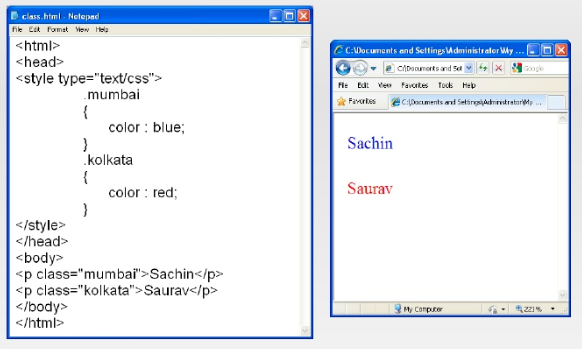 class.html - Notepad
File Edit Format View Help
<html>
<head>
<style type="text/css">
.mumbai
{
color : blue;
}
.kolkata
{
color : red;
}
</style>
</head>
<body>
<p class="mumbai">Sachin</p>
<p class="kolkata">Saurav</p>
</body>
</html>
C:\Documents and Settings\Administrator\My ...
C:\Documents and Set
Google
File Edit View Favorites Tools Help
Favorites
C:\Documents and Settings\Administrator\My ...
Sachin
Saurav
My Computer
221%